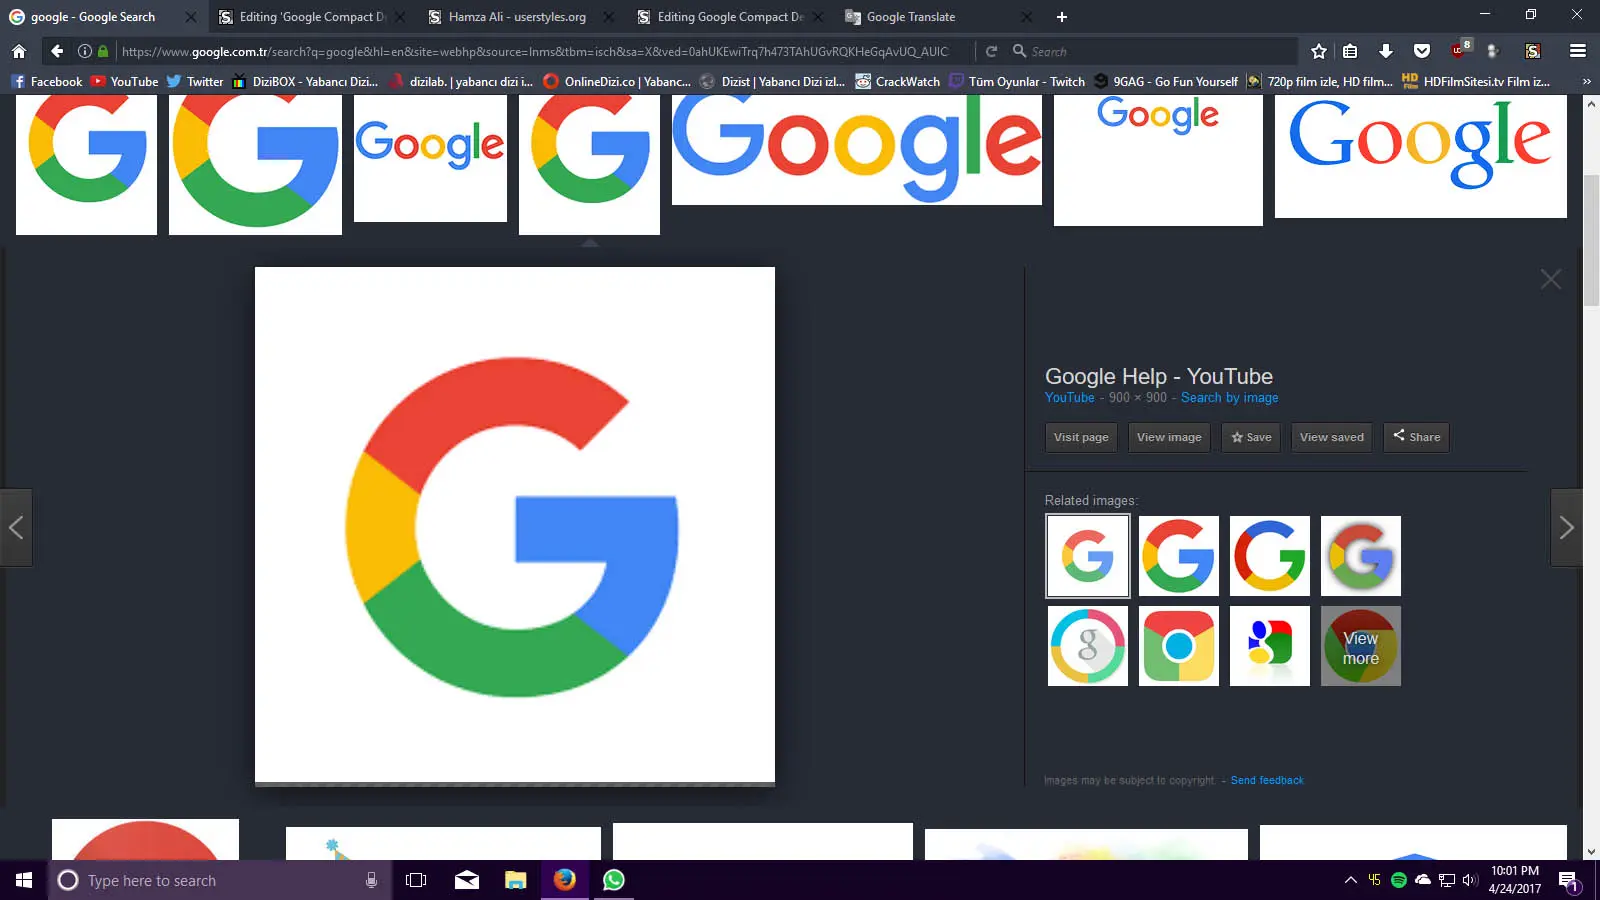 google - Google Search
Editing 'Google Compact D
Hamza Ali - userstyles.org
Editing Google Compact De
Google Translate
https://www.google.com.tr/search?q=google&hl=en&site=webhp&source=lnms&tbm=isch&sa=X&ved=0ahUKEwiTrq7h473TAhUGvRQKHeGqAvUQ_AUIC
Search
8
Facebook
YouTube
Twitter
DiziBOX - Yabancı Dizi...
dizilab. | yabancı dizi i...
OnlineDizi.co | Yabanc...
Dizist | Yabancı Dizi izl...
CrackWatch
Tüm Oyunlar - Twitch
9GAG - Go Fun Yourself
720p film izle, HD film...
HDFilmSitesi.tv Film iz...
Google
Google
Google
Google
Google Help - YouTube
YouTube - 900 × 900 - Search by image
Visit page
View image
Save
View saved
Share
Related images:
View
more
Images may be subject to copyright. - Send feedback
Type here to search
45
10:01 PM
4/24/2017
1